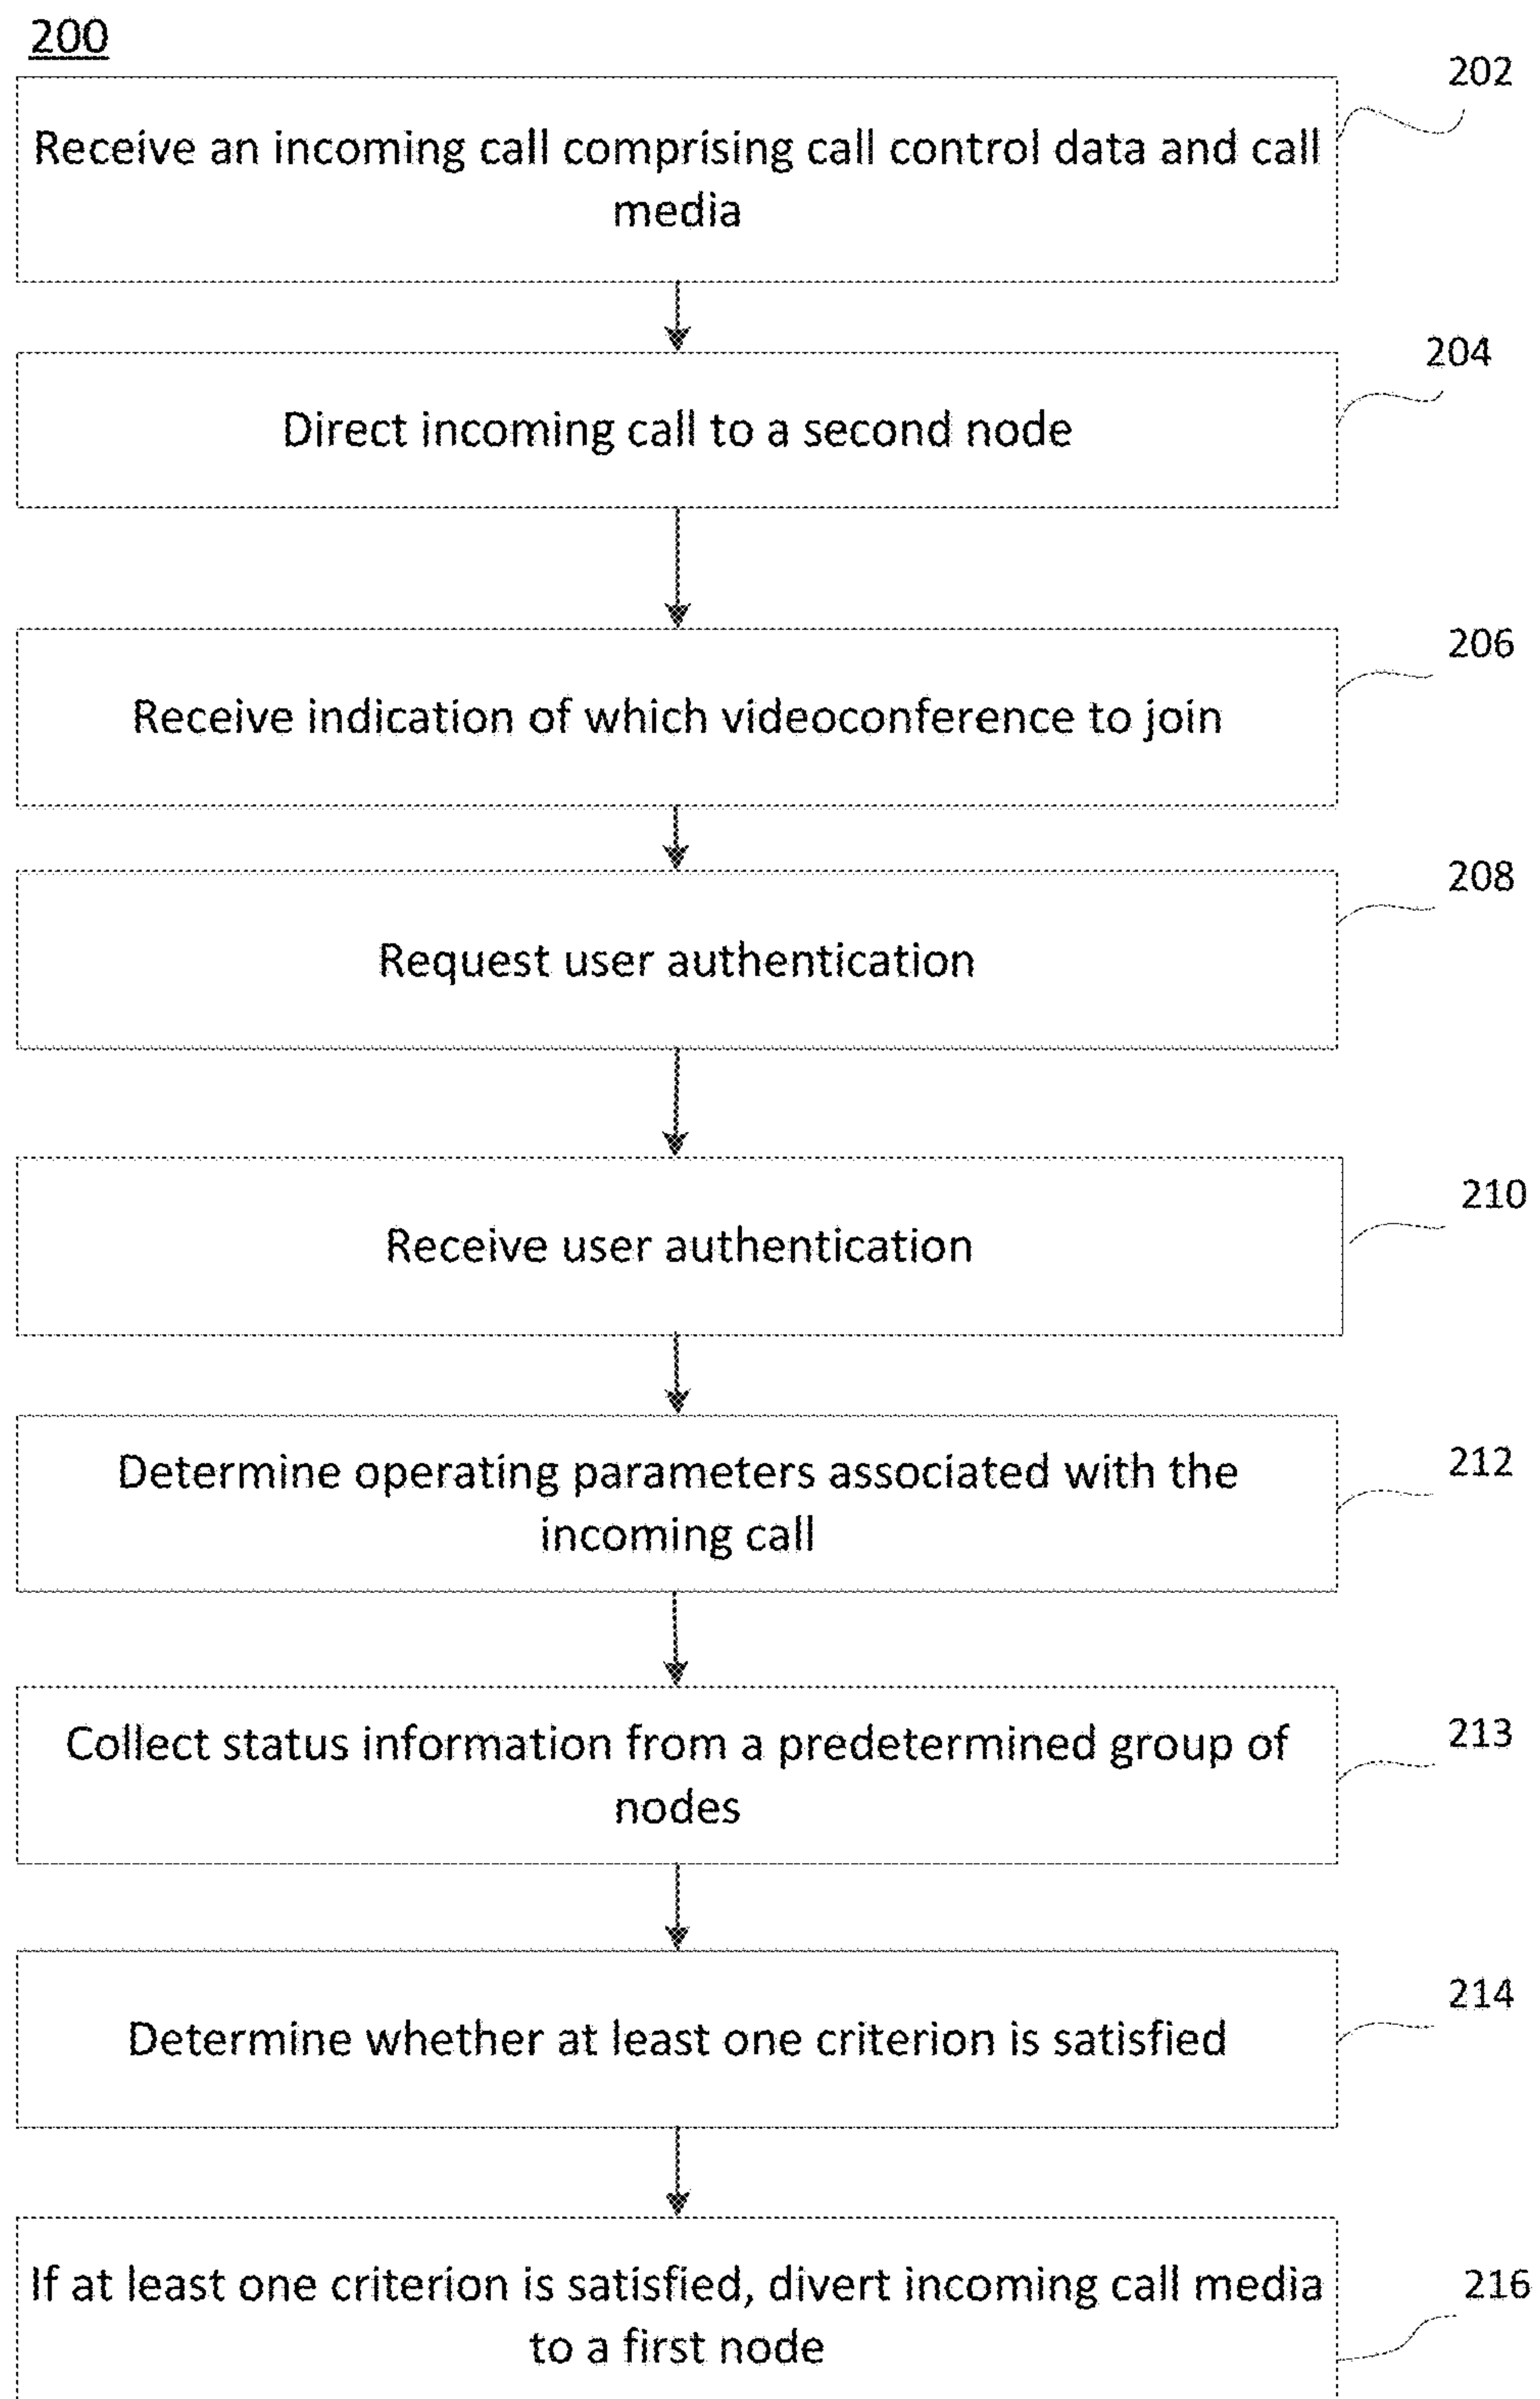 200
202
Receive an incoming call comprising call control data and call
media
204
Direct incoming call to a second node
206
Receive indication of which videoconference to join
208
Request user authentication
210
Receive user authentication
212
Determine operating parameters associated with the
incoming call
213
Collect status information from a predetermined group of
nodes
214
Determine whether at least one criterion is satisfied
216
If at least one criterion is satisfied, divert incoming call media
to a first node